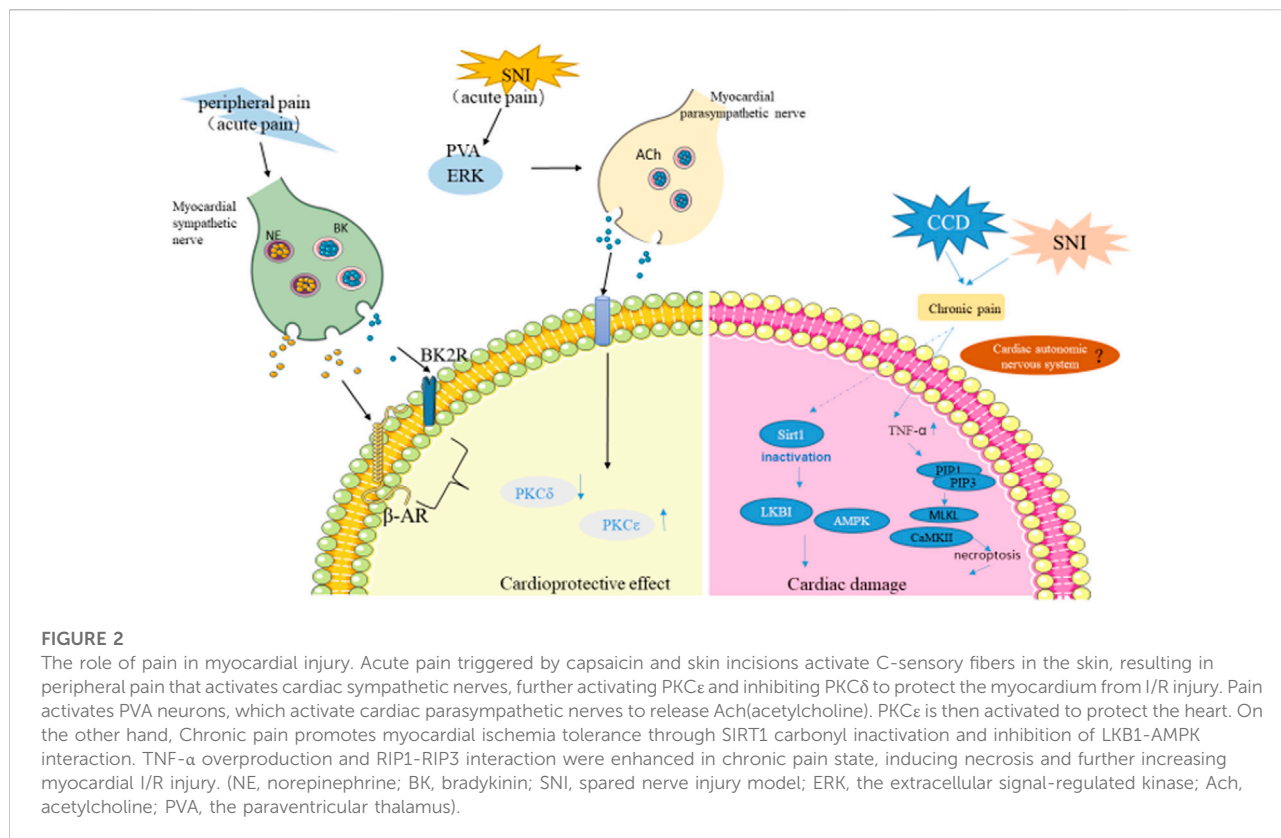 SNI
(acute pain)
peripheral pain
(acute pain)
Myocardial
parasympathetic nerve
PVA
ERK
ACh
Myocardial
sympathetic
nerve
NE
BK
CCD
SNI
Chronic pain
Cardiac autonomic
nervous system ?
BK2R
β-AR
PKCδ
PKCε
Cardioprotective effect
Sirt1
inactivation
LKBI
AMPK
TNF-α
PIP1
PIP3
MLKL
CaMKII
necroptosis
Cardiac damage
FIGURE 2
The role of pain in myocardial injury. Acute pain triggered by capsaicin and skin incisions activate C-sensory fibers in the skin, resulting in
peripheral pain that activates cardiac sympathetic nerves, further activating PKCε and inhibiting PKCδ to protect the myocardium from I/R injury. Pain
activates PVA neurons, which activate cardiac parasympathetic nerves to release Ach(acetylcholine). PKCε is then activated to protect the heart. On
the other hand, Chronic pain promotes myocardial ischemia tolerance through SIRT1 carbonyl inactivation and inhibition of LKB1-AMPK
interaction. TNF-α overproduction and RIP1-RIP3 interaction were enhanced in chronic pain state, inducing necrosis and further increasing
myocardial I/R injury. (NE, norepinephrine; BK, bradykinin; SNI, spared nerve injury model; ERK, the extracellular signal-regulated kinase; Ach,
acetylcholine; PVA, the paraventricular thalamus).